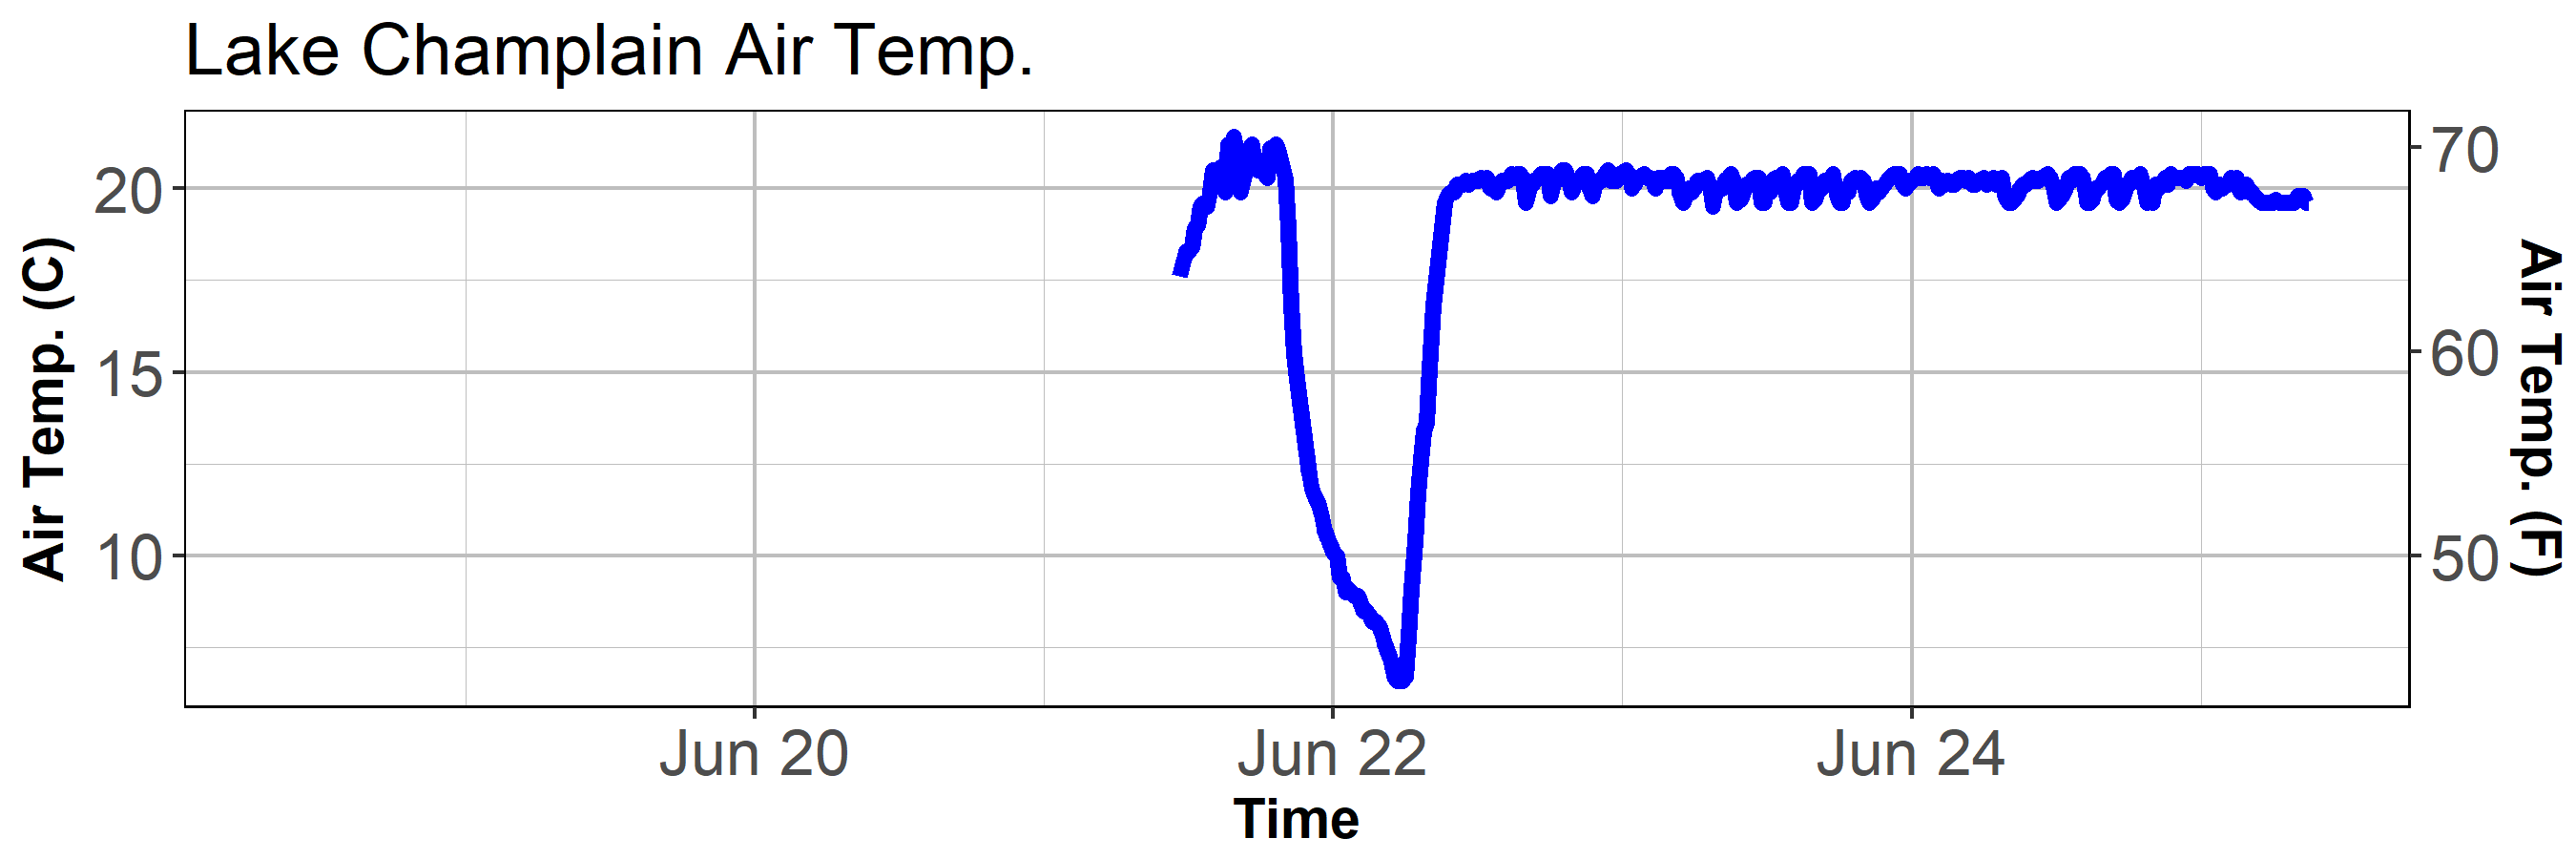 Lake Champlain Air Temp.
Air Temp. (C)
20
15
10
70
60
50
Air Temp. (F)
Jun 20
Jun 22
Jun 24
Time